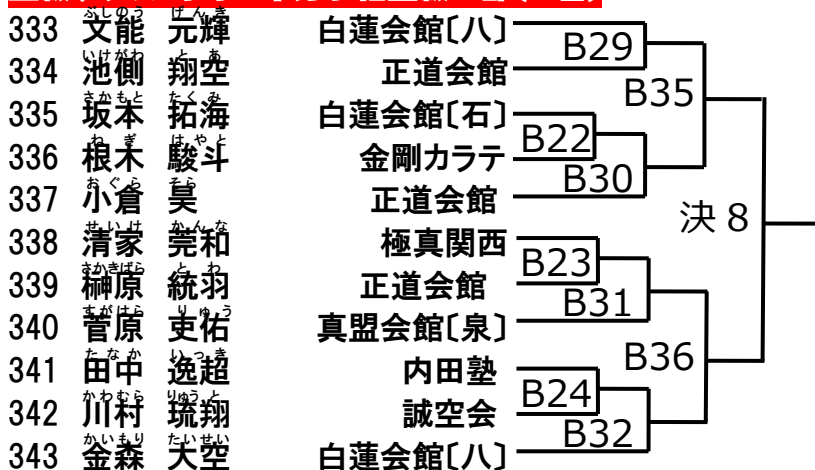 333 文能 元輝 白蓮会館〔八〕
334 池側 翔空 正道会館
335 坂本 拓海 白蓮会館〔石〕
336 根木 駿斗 金剛カラテ
337 小倉 昊 正道会館
338 清家 莞和 極真関西
339 榊原 統羽 正道会館
340 菅原 吏佑 真盟会館〔泉〕
341 田中 逸超 内田塾
342 川村 琉翔 誠空会
343 金森 大空 白蓮会館〔八〕
B29
B35
B22
B30
決8
B23
B31
B36
B24
B32